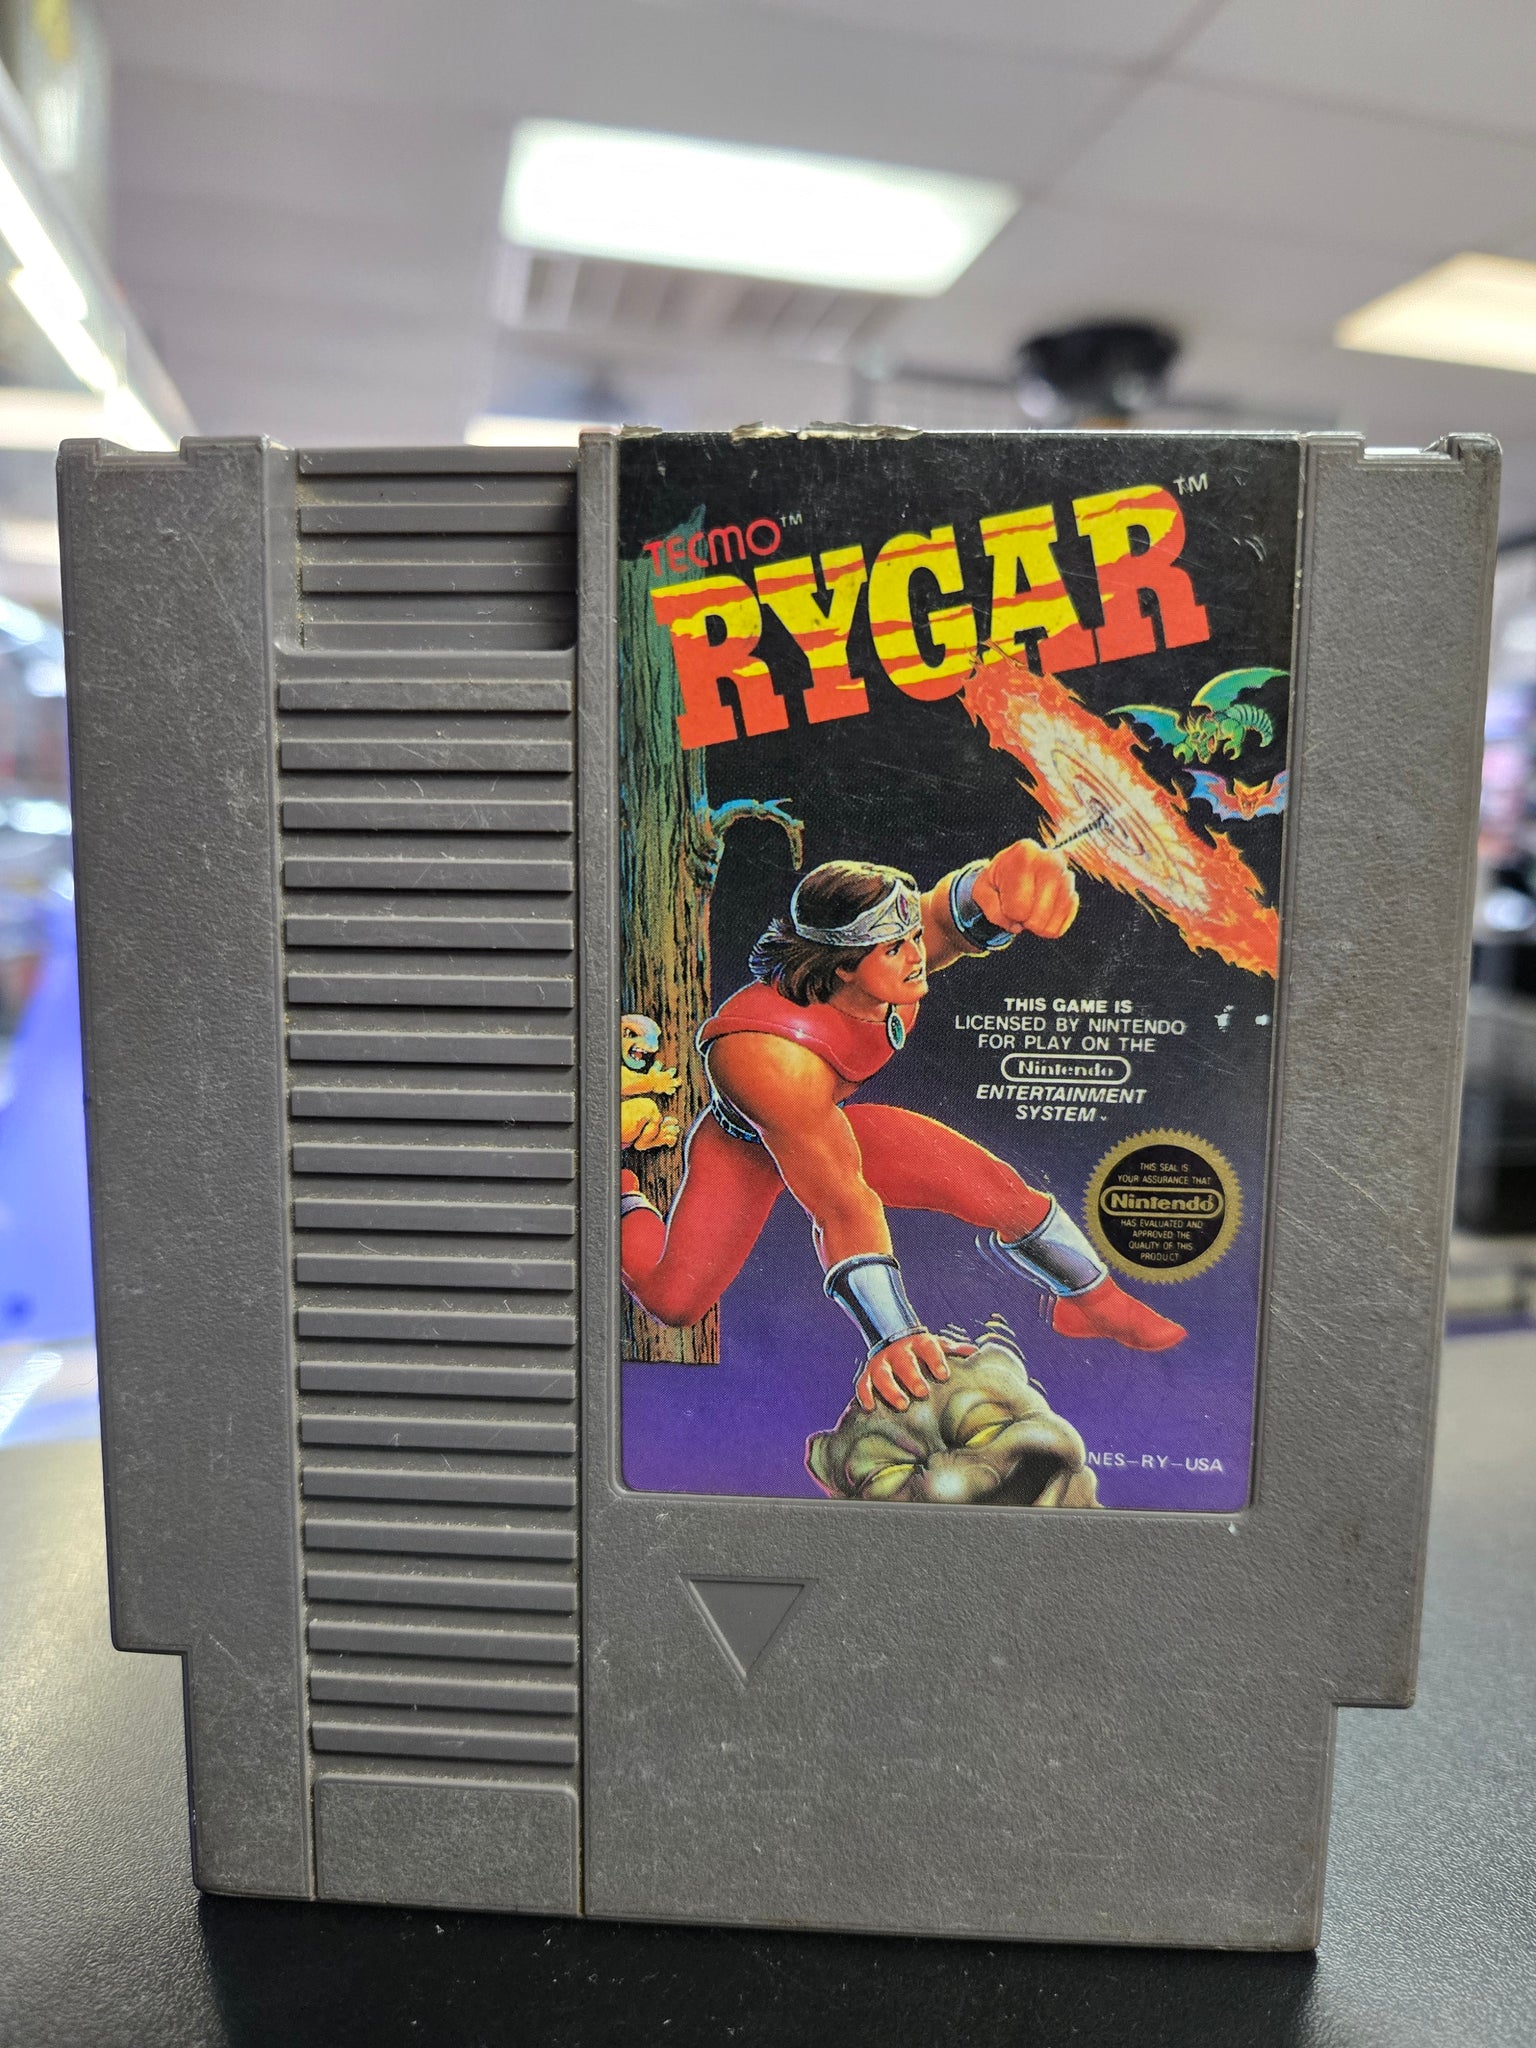 TECMO™
RYGAR™
THIS GAME IS
LICENSED BY NINTENDO
FOR PLAY ON THE
Nintendo
ENTERTAINMENT
SYSTEM™
THIS SEAL IS
YOUR ASSURANCE THAT
Nintendo®
HAS EVALUATED AND
APPROVED THE
QUALITY OF THIS
PRODUCT
NES-RY-USA